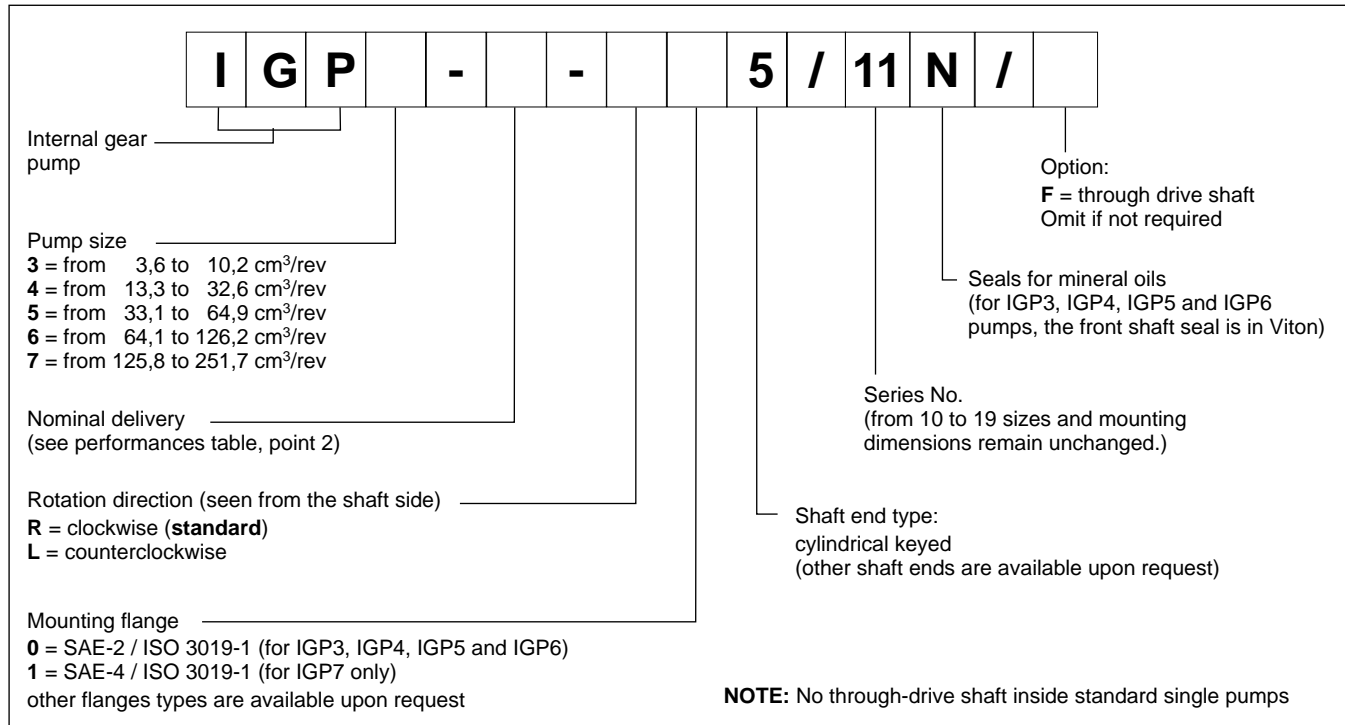 I G P - - 5 / 11 N /
Internal gear
pump
Option:
F = through drive shaft
Omit if not required
Pump size
3 = from 3,6 to 10,2 cm³/rev
4 = from 13,3 to 32,6 cm³/rev
5 = from 33,1 to 64,9 cm³/rev
6 = from 64,1 to 126,2 cm³/rev
7 = from 125,8 to 251,7 cm³/rev
Seals for mineral oils
(for IGP3, IGP4, IGP5 and IGP6
pumps, the front shaft seal is in Viton)
Series No.
(from 10 to 19 sizes and mounting
dimensions remain unchanged.)
Nominal delivery
(see performances table, point 2)
Rotation direction (seen from the shaft side)
R = clockwise (standard)
L = counterclockwise
Shaft end type:
cylindrical keyed
(other shaft ends are available upon request)
Mounting flange
0 = SAE-2 / ISO 3019-1 (for IGP3, IGP4, IGP5 and IGP6)
1 = SAE-4 / ISO 3019-1 (for IGP7 only)
other flanges types are available upon request
NOTE: No through-drive shaft inside standard single pumps